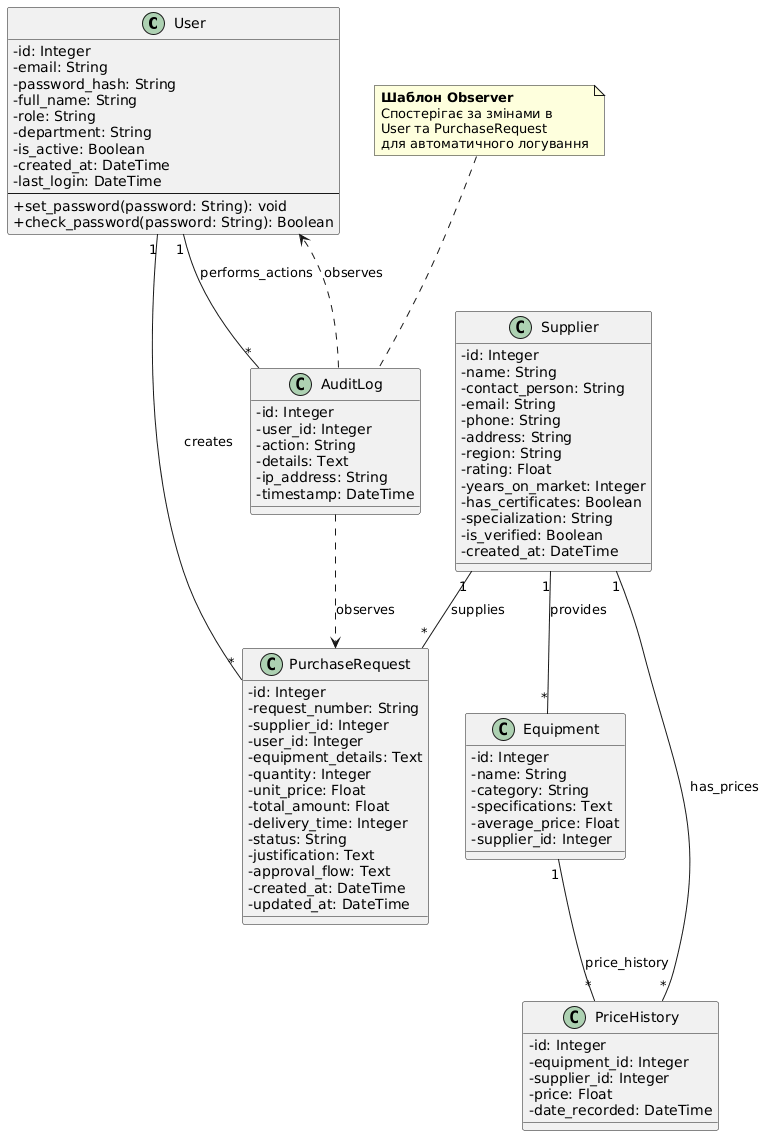 C User
-id: Integer
-email: String
-password_hash: String
-full_name: String
-role: String
-department: String
-is_active: Boolean
-created_at: DateTime
-last_login: DateTime
+set_password(password: String): void
+check_password(password: String): Boolean
Шаблон Observer
Спостерігає за змінами в
User та PurchaseRequest
для автоматичного логування
1
1
performs_actions
observes
*
creates
C AuditLog
-id: Integer
-user_id: Integer
-action: String
-details: Text
-ip_address: String
-timestamp: DateTime
C Supplier
-id: Integer
-name: String
-contact_person: String
-email: String
-phone: String
-address: String
-region: String
-rating: Float
-years_on_market: Integer
-has_certificates: Boolean
-specialization: String
-is_verified: Boolean
-created_at: DateTime
observes
1
supplies
*
1
provides
*
1
has_prices
*
*
C PurchaseRequest
-id: Integer
-request_number: String
-supplier_id: Integer
-user_id: Integer
-equipment_details: Text
-quantity: Integer
-unit_price: Float
-total_amount: Float
-delivery_time: Integer
-status: String
-justification: Text
-approval_flow: Text
-created_at: DateTime
-updated_at: DateTime
C Equipment
-id: Integer
-name: String
-category: String
-specifications: Text
-average_price: Float
-supplier_id: Integer
1
price_history
*
C PriceHistory
-id: Integer
-equipment_id: Integer
-supplier_id: Integer
-price: Float
-date_recorded: DateTime